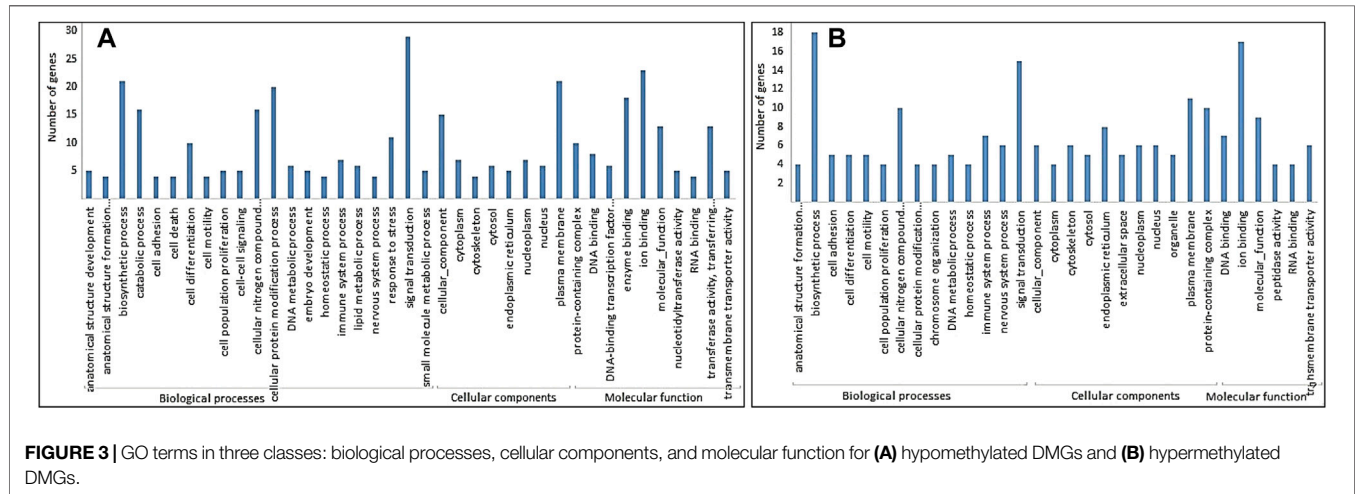 A
Number of genes
30
25
20
15
10
5
anatomical structure development
anatomical structure formation...
biosynthetic process
catabolic process
cell adhesion
cell death
cell differentiation
cell motility
cell population proliferation
cell-cell signaling
cellular nitrogen compound...
cellular protein modification process
DNA metabolic process
embryo development
homeostatic process
immune system process
lipid metabolic process
nervous system process
response to stress
signal transduction
small molecule metabolic process
cellular_component
cytoplasm
cytoskeleton
cytosol
endoplasmic reticulum
nucleoplasm
nucleus
plasma membrane
protein-containing complex
DNA binding
DNA-binding transcription factor...
enzyme binding
ion binding
molecular_function
nucleotidyltransferase activity
RNA binding
transferase activity, transferring...
transmembrane transporter activity
Biological processes
Cellular components
Molecular function
B
Number of genes
18
16
14
12
10
8
6
4
2
anatomical structure formation...
biosynthetic process
cell adhesion
cell differentiation
cell motility
cell population proliferation
cellular nitrogen compound...
cellular protein modification...
chromosome organization
DNA metabolic process
homeostatic process
immune system process
nervous system process
signal transduction
cellular_component
cytoplasm
cytoskeleton
cytosol
endoplasmic reticulum
extracellular space
nucleoplasm
nucleus
organelle
plasma membrane
protein-containing complex
DNA binding
ion binding
molecular_function
peptidase activity
RNA binding
transmembrane transporter activity
Biological processes
Cellular components
Molecular function
FIGURE 3 | GO terms in three classes: biological processes, cellular components, and molecular function for (A) hypomethylated DMGs and (B) hypermethylated
DMGs.